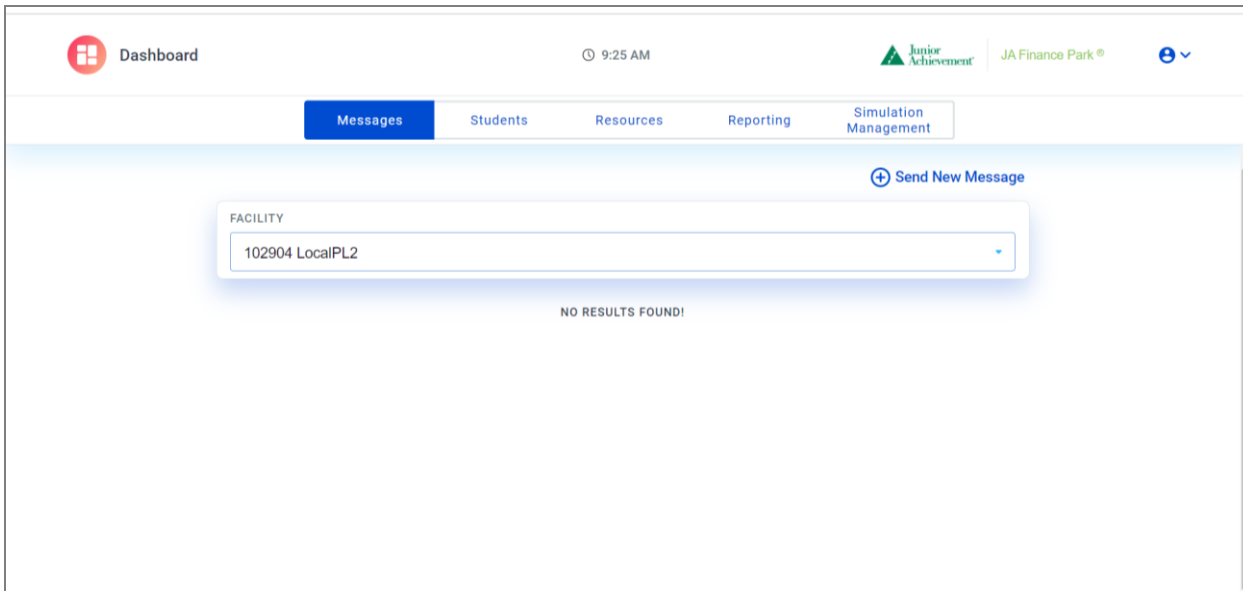 Dashboard
9:25 AM
Junior
Achievement
JA Finance Park ®
Messages
Students
Resources
Reporting
Simulation
Management
Send New Message
FACILITY
102904 LocalPL2
NO RESULTS FOUND!